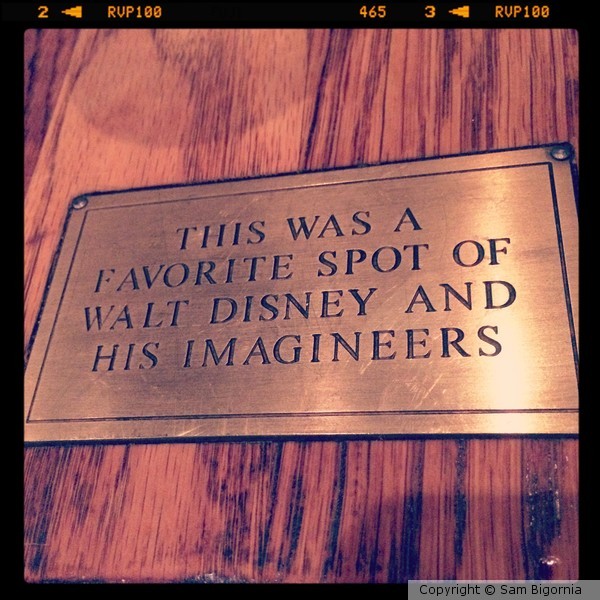 2 RVP100 465 3 RVP100
THIS WAS A
FAVORITE SPOT OF
WALT DISNEY AND
HIS IMAGINEERS
Copyright © Sam Bigornia